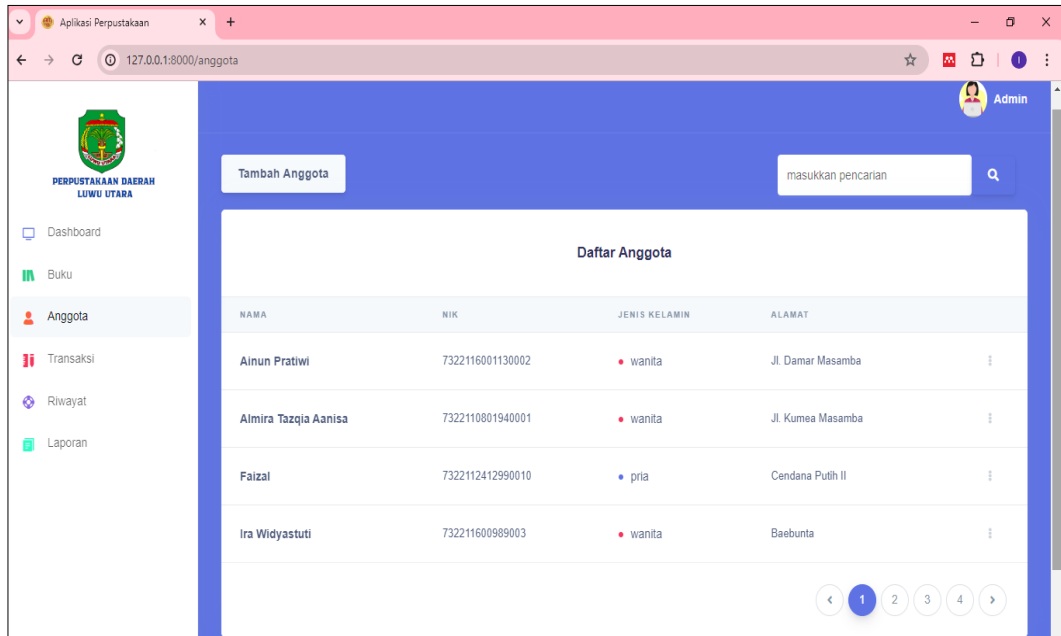 Aplikasi Perpustakaan
127.0.0.1:8000/anggota
I
Admin
PERPUSTAKAAN DAERAH
LUWU UTARA
Dashboard
Buku
Anggota
Transaksi
Riwayat
Laporan
Tambah Anggota
masukkan pencarian
Daftar Anggota
NAMA NIK JENIS KELAMIN ALAMAT
Ainun Pratiwi 7322116001130002 wanita Jl. Damar Masamba
Almira Tazqia Aanisa 7322110801940001 wanita Jl. Kumea Masamba
Faizal 7322112412990010 pria Cendana Putih II
Ira Widyastuti 732211600989003 wanita Baebunta
1 2 3 4